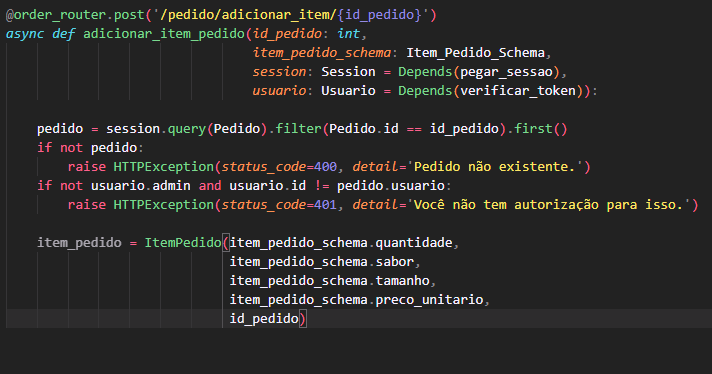 @order_router.post('/pedido/adicionar_item/{id_pedido}')
async def adicionar_item_pedido(id_pedido: int,
item_pedido_schema: Item_Pedido_Schema,
session: Session = Depends(pegar_sessao),
usuario: Usuario = Depends(verificar_token)):
pedido = session.query(Pedido).filter(Pedido.id == id_pedido).first()
if not pedido:
raise HTTPException(status_code=400, detail='Pedido não existente.')
if not usuario.admin and usuario.id != pedido.usuario:
raise HTTPException(status_code=401, detail='Você não tem autorização para isso.')
item_pedido = ItemPedido(item_pedido_schema.quantidade,
item_pedido_schema.sabor,
item_pedido_schema.tamanho,
item_pedido_schema.preco_unitario,
id_pedido)